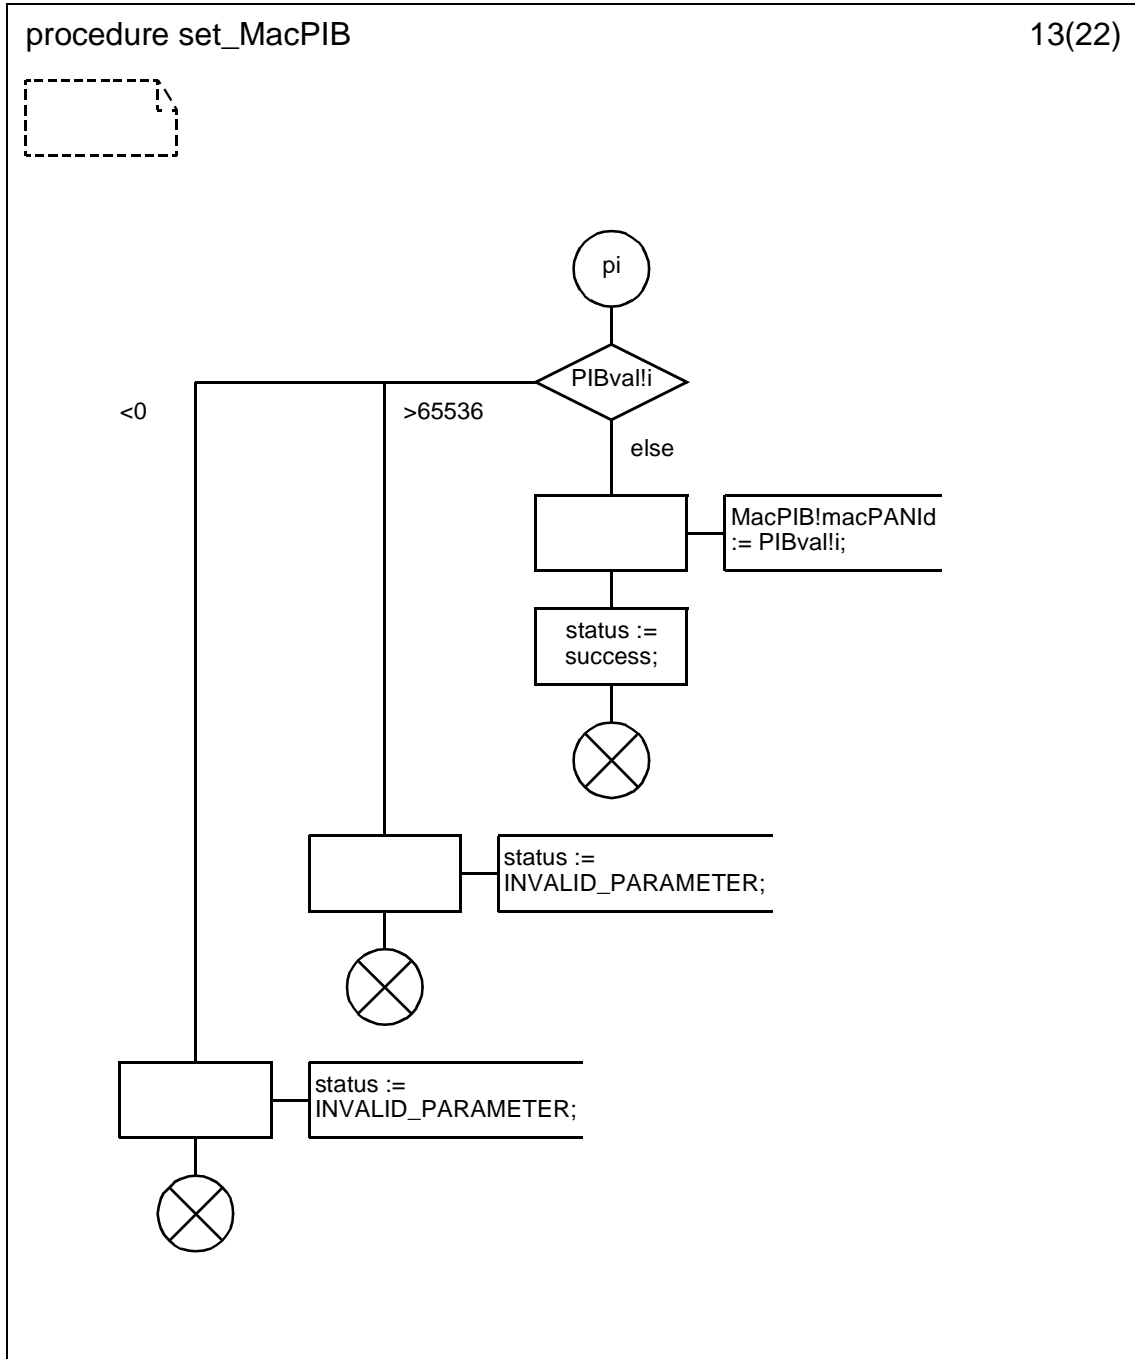 procedure set_MacPIB
13(22)
pi
PIBval!i
<0
>65536
else
MacPIB!macPANId
:= PIBval!i;
status :=
success;
status :=
INVALID_PARAMETER;
status :=
INVALID_PARAMETER;